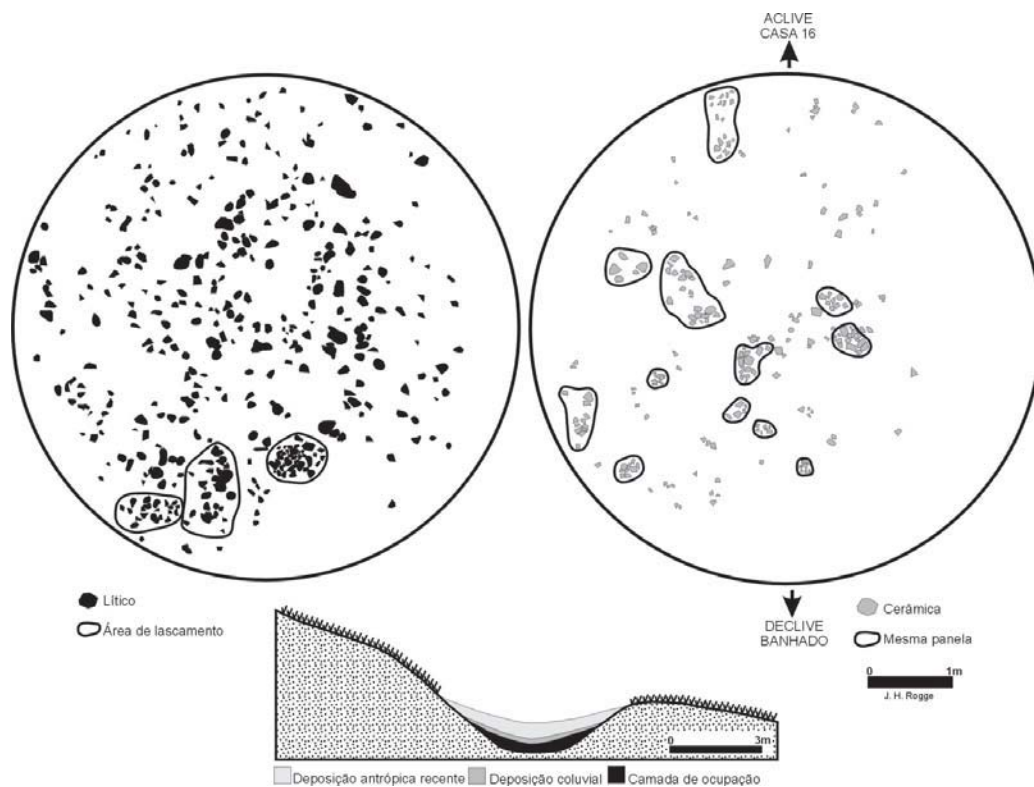 ACLIVE
CASA 16
Lítico
Área de lascamento
DECLIVE
BANHADO
Cerâmica
Mesma panela
0 1m
J. H. Rogge
0 3m
Deposição antrópica recente Deposição coluvial Camada de ocupação